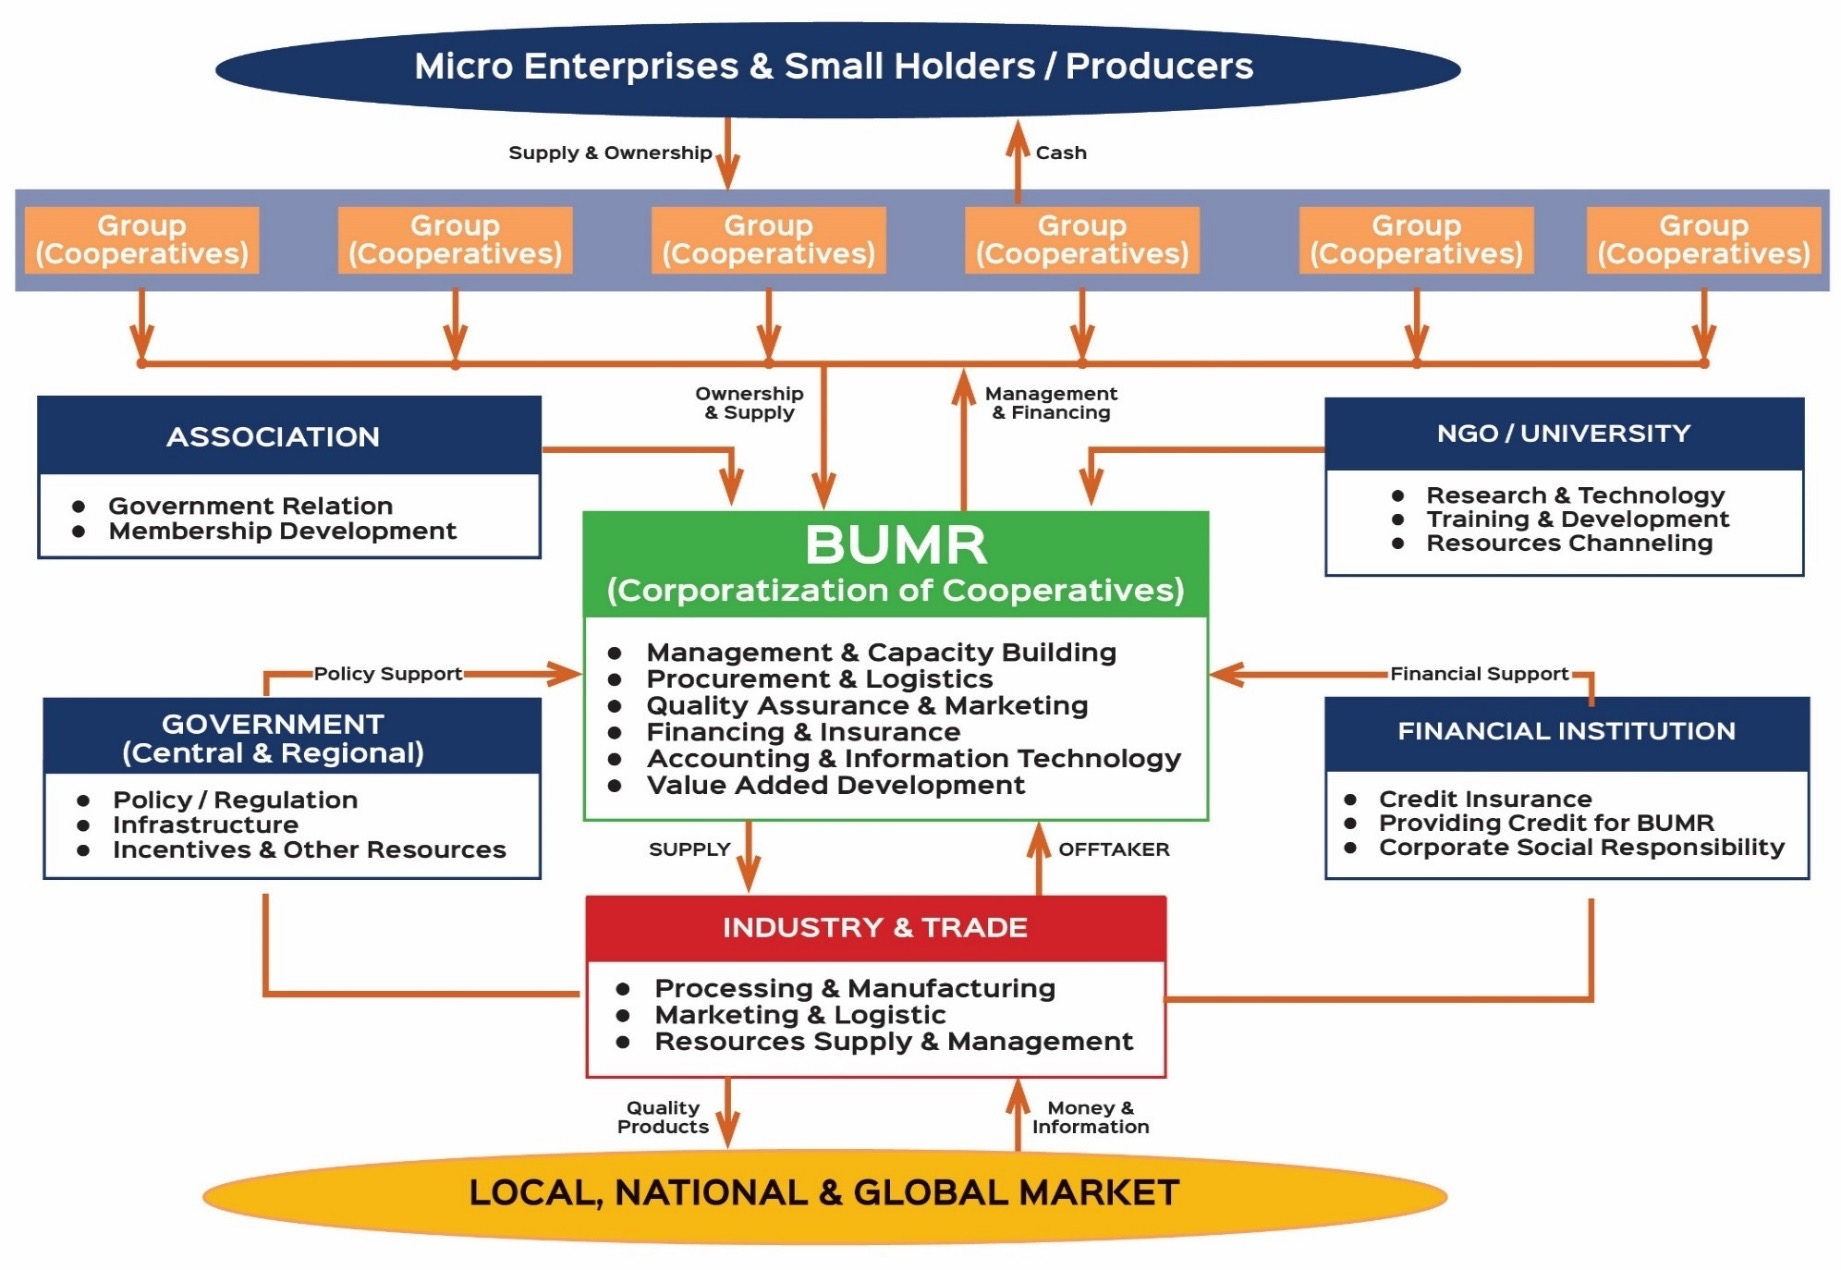 Micro Enterprises & Small Holders / Producers
Supply & Ownership
Cash
Group
(Cooperatives)
Group
(Cooperatives)
Group
(Cooperatives)
Group
(Cooperatives)
Group
(Cooperatives)
Group
(Cooperatives)
Ownership
& Supply
Management
& Financing
ASSOCIATION
● Government Relation
● Membership Development
NGO / UNIVERSITY
● Research & Technology
● Training & Development
● Resources Channeling
BUMR
(Corporatization of Cooperatives)
● Management & Capacity Building
● Procurement & Logistics
● Quality Assurance & Marketing
● Financing & Insurance
● Accounting & Information Technology
● Value Added Development
Policy Support
GOVERNMENT
(Central & Regional)
● Policy / Regulation
● Infrastructure
● Incentives & Other Resources
Financial Support
FINANCIAL INSTITUTION
● Credit Insurance
● Providing Credit for BUMR
● Corporate Social Responsibility
SUPPLY
OFFTAKER
INDUSTRY & TRADE
● Processing & Manufacturing
● Marketing & Logistic
● Resources Supply & Management
Quality
Products
Money &
Information
LOCAL, NATIONAL & GLOBAL MARKET